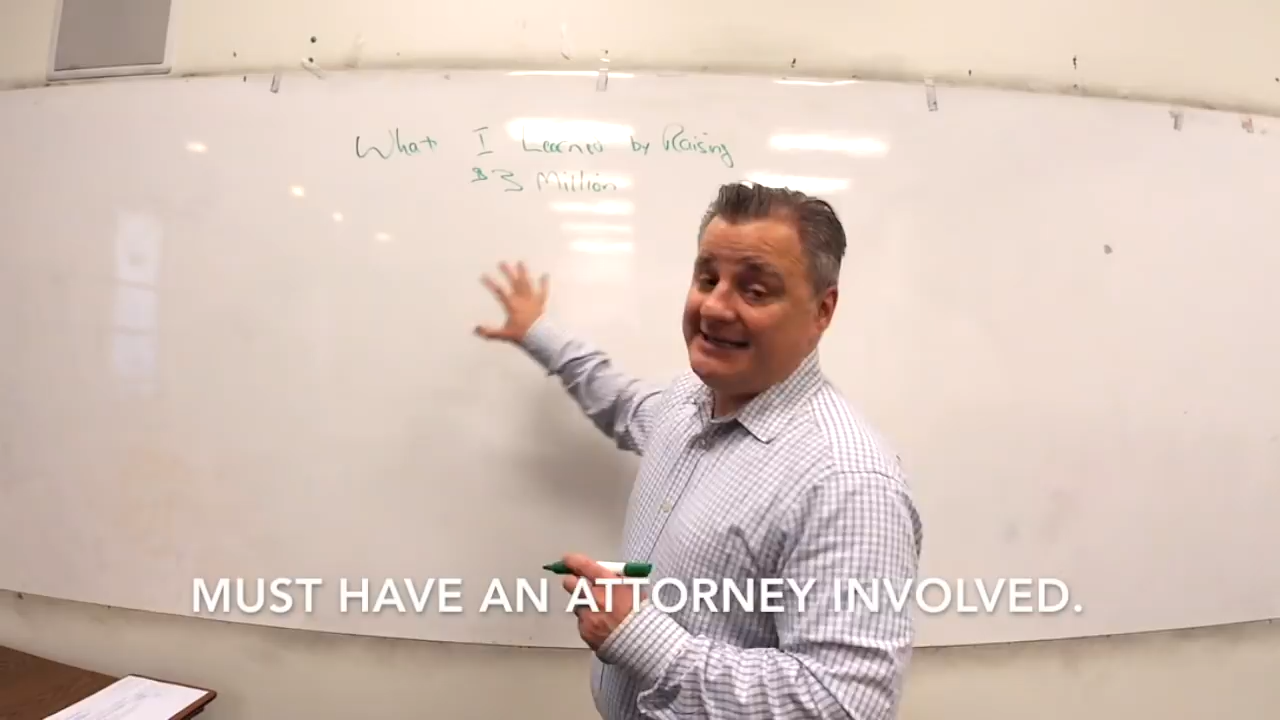 What I Learned by Raising
$3 Million
MUST HAVE AN ATTORNEY INVOLVED.